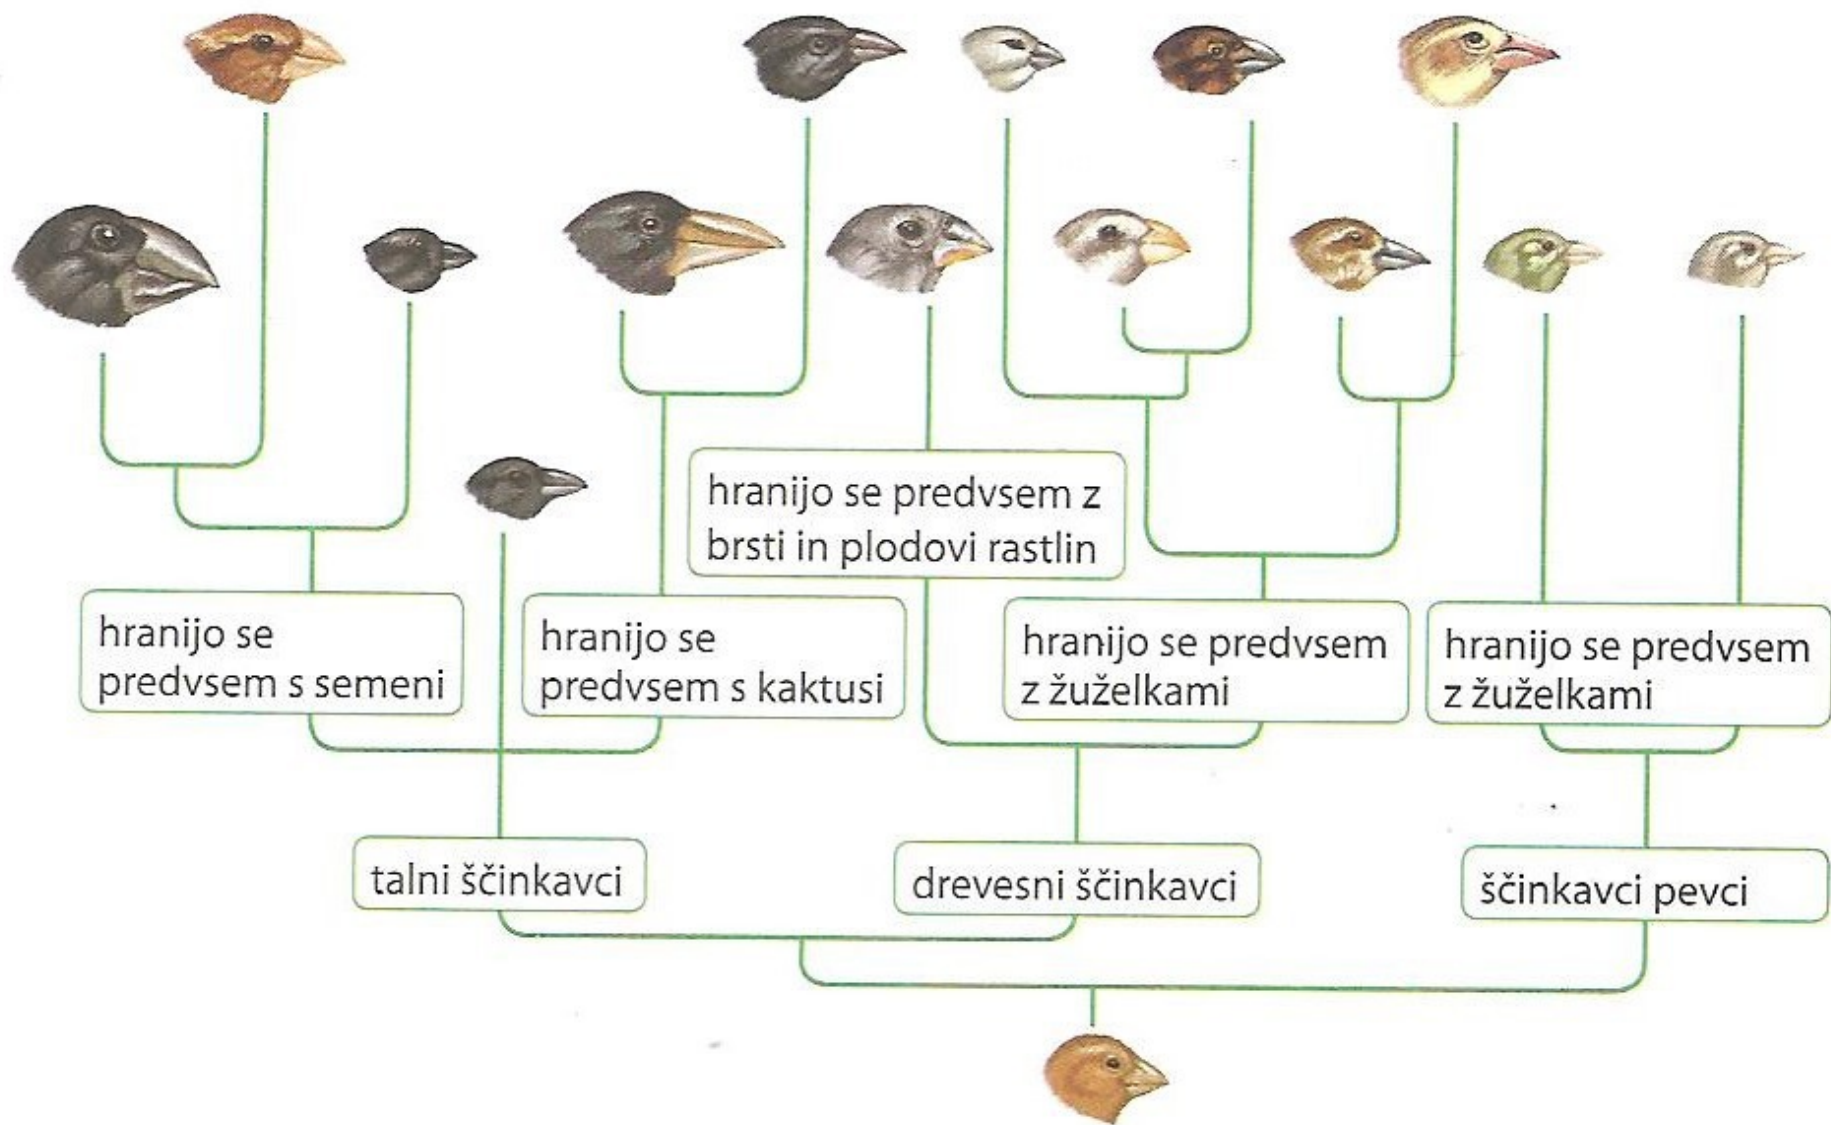 hranijo se predvsem z
brsti in plodovi rastlin
hranijo se
predvsem s semeni
hranijo se
predvsem s kaktusi
hranijo se predvsem
z žuželkami
hranijo se predvsem
z žuželkami
talni ščinkavci
drevesni ščinkavci
ščinkavci pevci